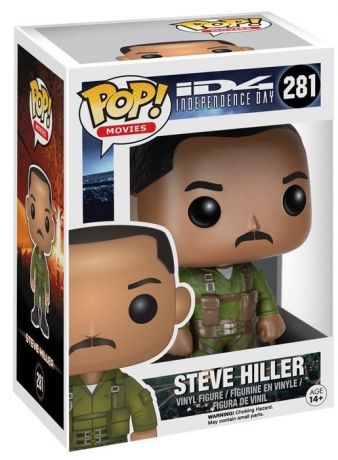 POP!
MOVIES
POP!
MOVIES
ID4
INDEPENDENCE DAY
281
STEVE HILLER
281
STEVE HILLER
VINYL FIGURE / FIGURINE EN VINYLE /
FIGURA DE VINIL
WARNING: Choking Hazard.
May contain small parts.
AGE
14+